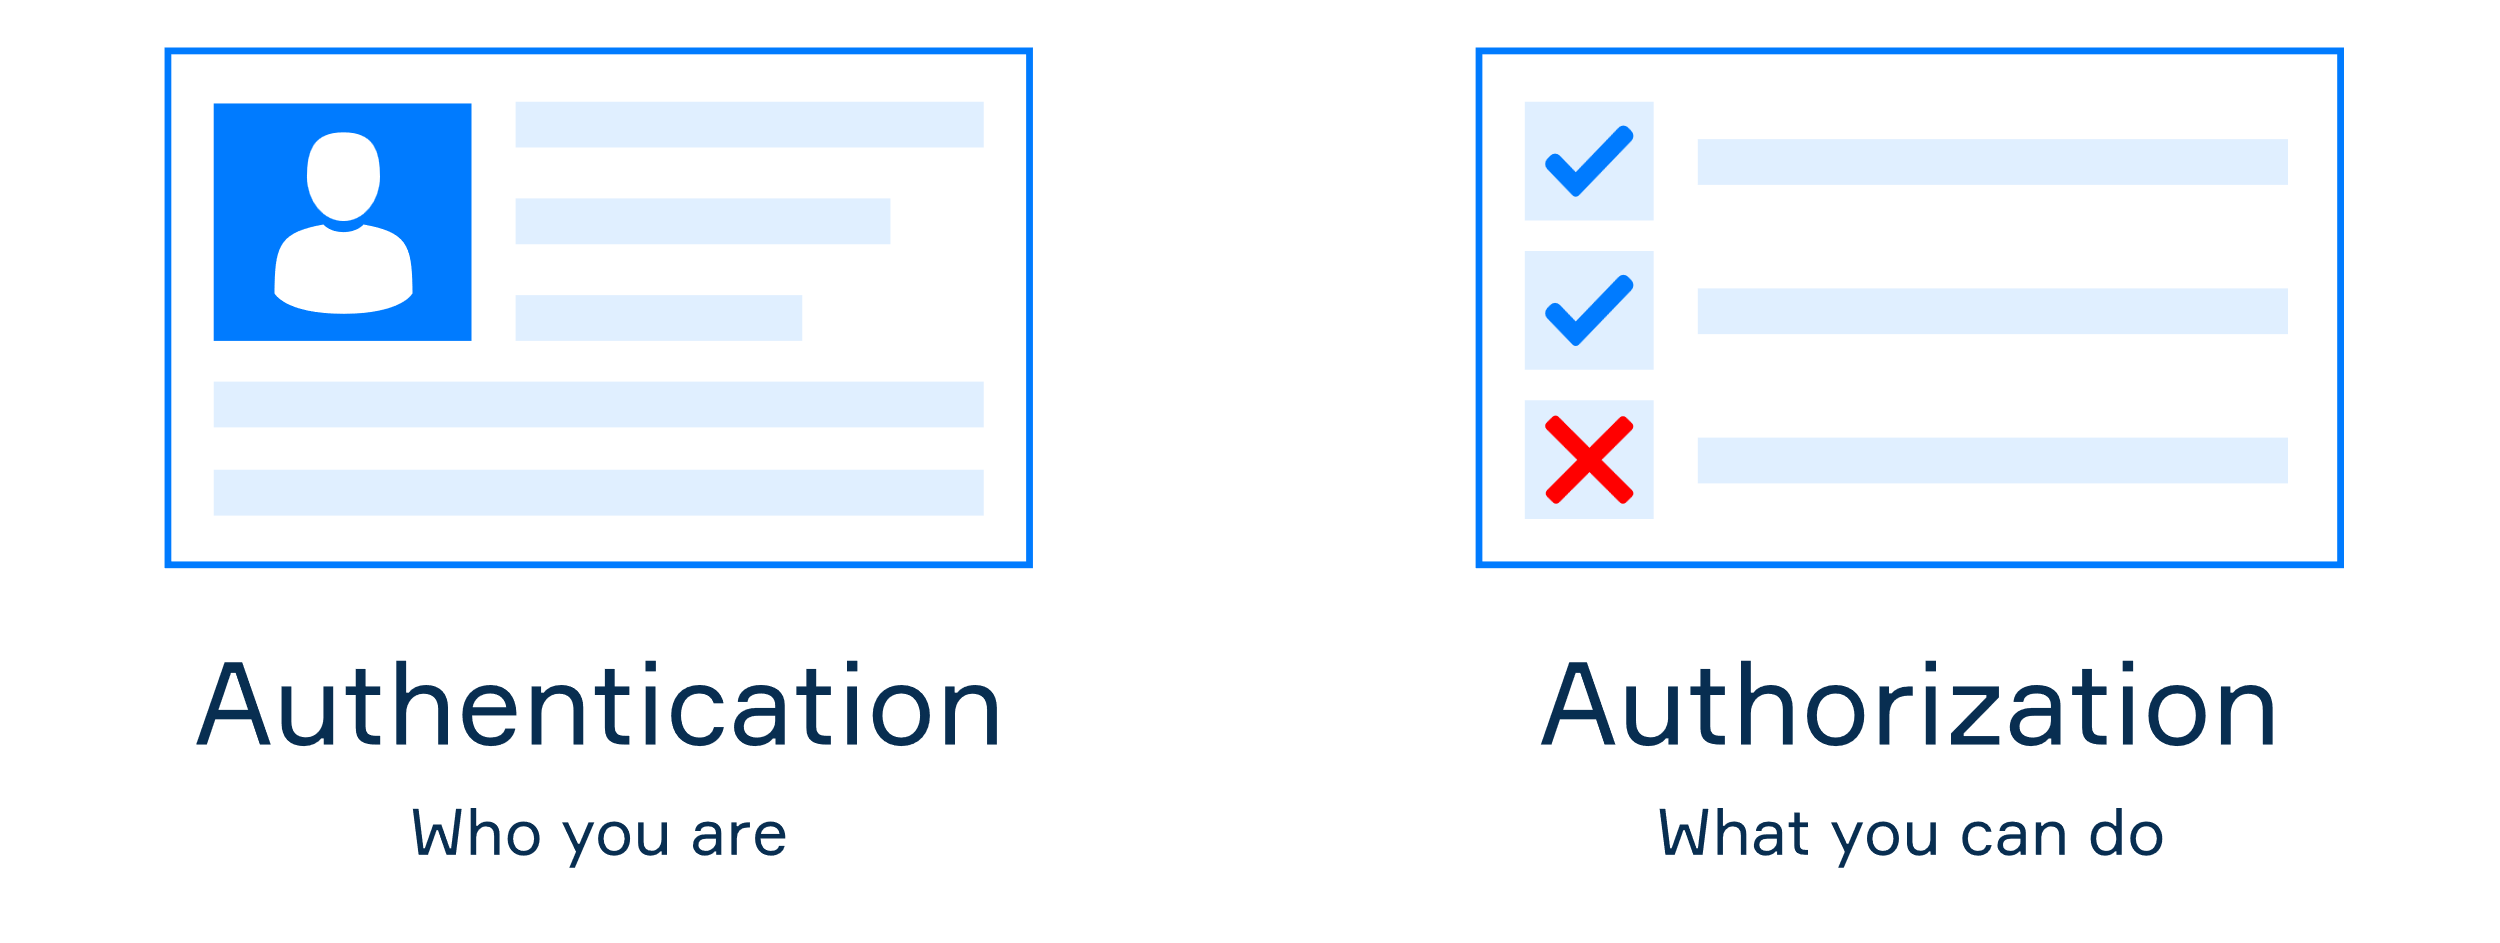 Authentication
Who you are
Authorization
What you can do